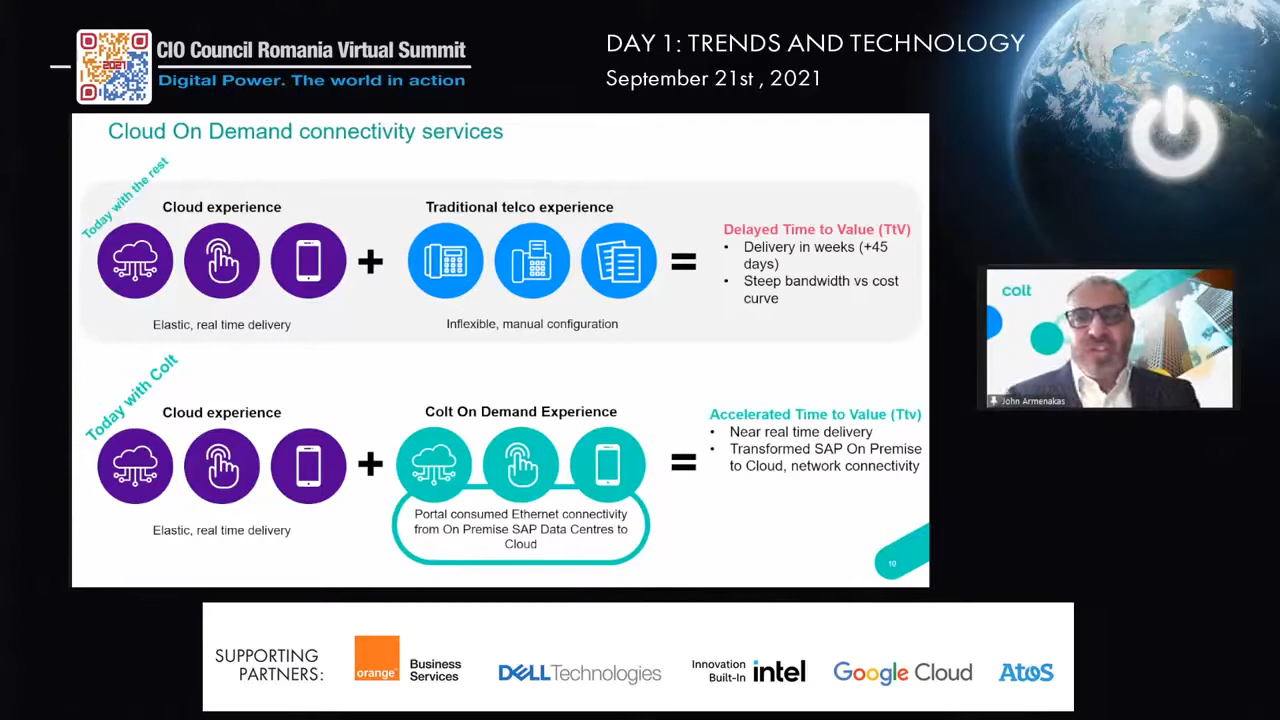 2021
CIO Council Romania Virtual Summit
Digital Power. The world in action
DAY 1: TRENDS AND TECHNOLOGY
September 21st , 2021
Cloud On Demand connectivity services
Today with the rest
Cloud experience
Traditional telco experience
+
=
Delayed Time to Value (TtV)
• Delivery in weeks (+45
days)
• Steep bandwidth vs cost
curve
Elastic, real time delivery
Inflexible, manual configuration
Today with Colt
Cloud experience
Colt On Demand Experience
+
=
Accelerated Time to Value (Ttv)
• Near real time delivery
• Transformed SAP On Premise
to Cloud, network connectivity
Elastic, real time delivery
Portal consumed Ethernet connectivity
from On Premise SAP Data Centres to
Cloud
10
colt
John Armenakas
SUPPORTING
PARTNERS:
orange™
Business
Services
DELL Technologies
Innovation
Built-In
intel
Google Cloud
Atos